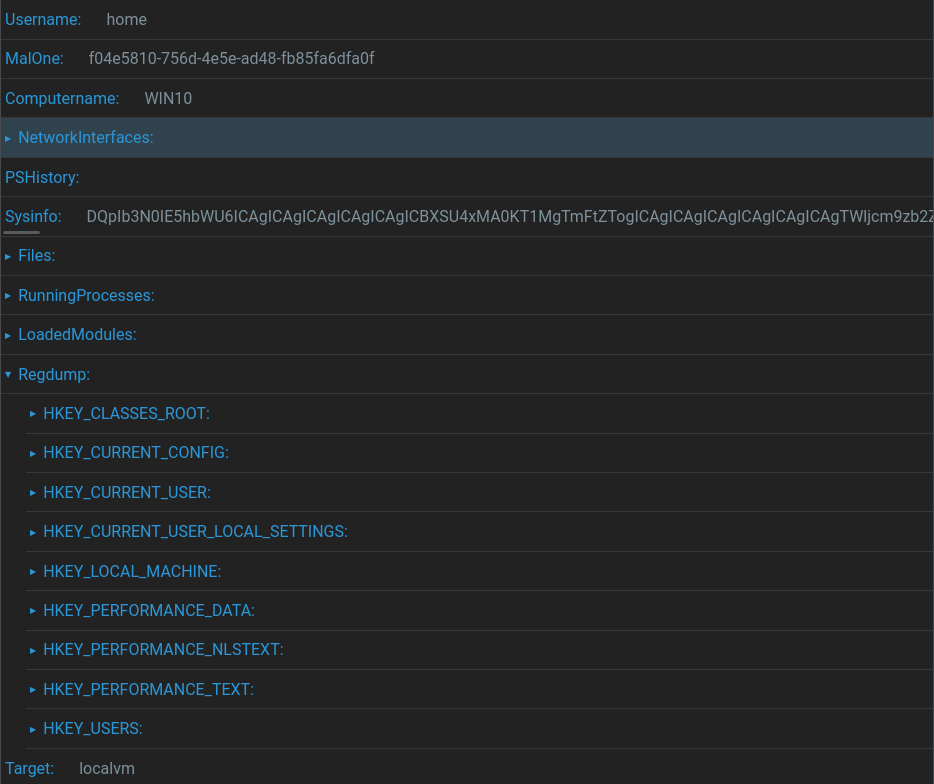 Username: home
MalOne: f04e5810-756d-4e5e-ad48-fb85fa6dfa0f
Computername: WIN10
NetworkInterfaces:
PSHistory:
Sysinfo: DQpIb3N0IE5hbWU6ICAgICAgICAgICAgICAgICBXSU4xMA0KT1MgTmFtZTogICAgICAgICAgICAgICAgICAgTWljcm9zb2Z
Files:
RunningProcesses:
LoadedModules:
Regdump:
HKEY_CLASSES_ROOT:
HKEY_CURRENT_CONFIG:
HKEY_CURRENT_USER:
HKEY_CURRENT_USER_LOCAL_SETTINGS:
HKEY_LOCAL_MACHINE:
HKEY_PERFORMANCE_DATA:
HKEY_PERFORMANCE_NLSTEXT:
HKEY_PERFORMANCE_TEXT:
HKEY_USERS:
Target: localvm